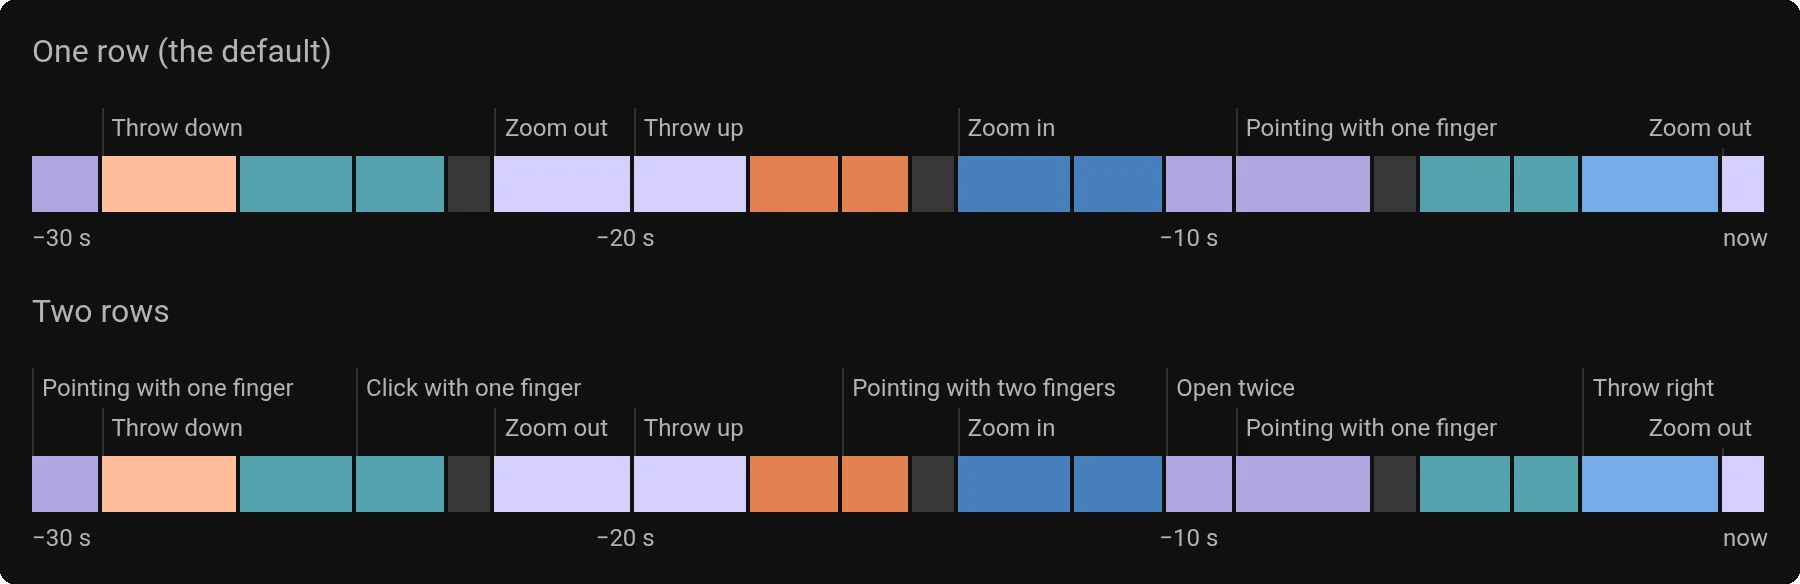 One row (the default)
Throw down Zoom out Throw up Zoom in Pointing with one finger Zoom out
−30 s −20 s −10 s now
Two rows
Pointing with one finger Click with one finger Pointing with two fingers Open twice Throw right
Throw down Zoom out Throw up Zoom in Pointing with one finger Zoom out
−30 s −20 s −10 s now